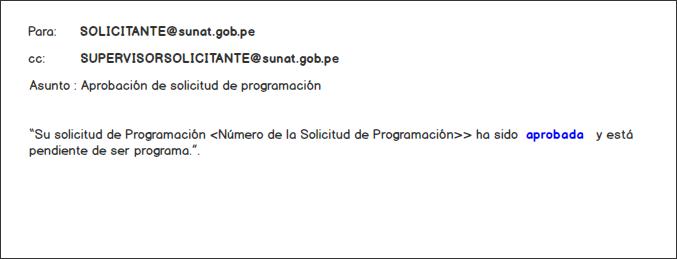 Para: SOLICITANTE@sunat.gob.pe
cc: SUPERVISORSOLICITANTE@sunat.gob.pe
Asunto : Aprobación de solicitud de programación
“Su solicitud de Programación <Número de la Solicitud de Programación>> ha sido aprobada y está
pendiente de ser programa.”.